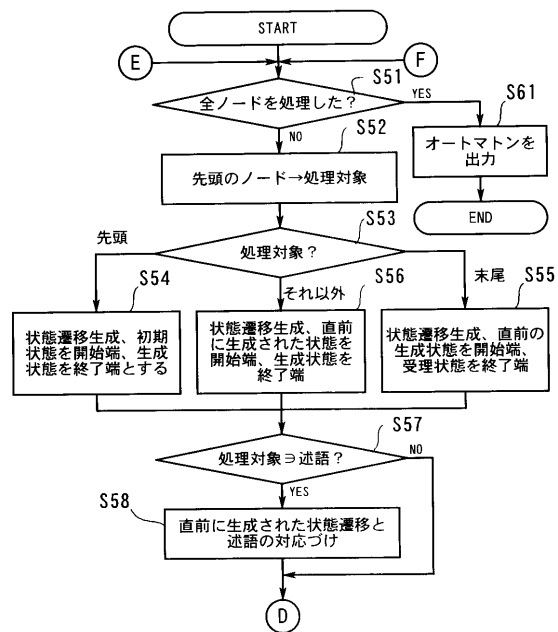 START
E
F
S51
全ノードを処理した?
YES
S61
NO
S52
オートマトンを
出力
先頭のノード→処理対象
END
S53
先頭
処理対象?
末尾
S54
それ以外
S56
S55
状態遷移生成、初期
状態を開始端、生成
状態を終了端とする
状態遷移生成、直前
に生成された状態を
開始端、生成状態を
終了端
状態遷移生成、直前の
生成状態を開始端、
受理状態を終了端
S57
処理対象∋述語?
NO
YES
S58
直前に生成された状態遷移と
述語の対応づけ
D